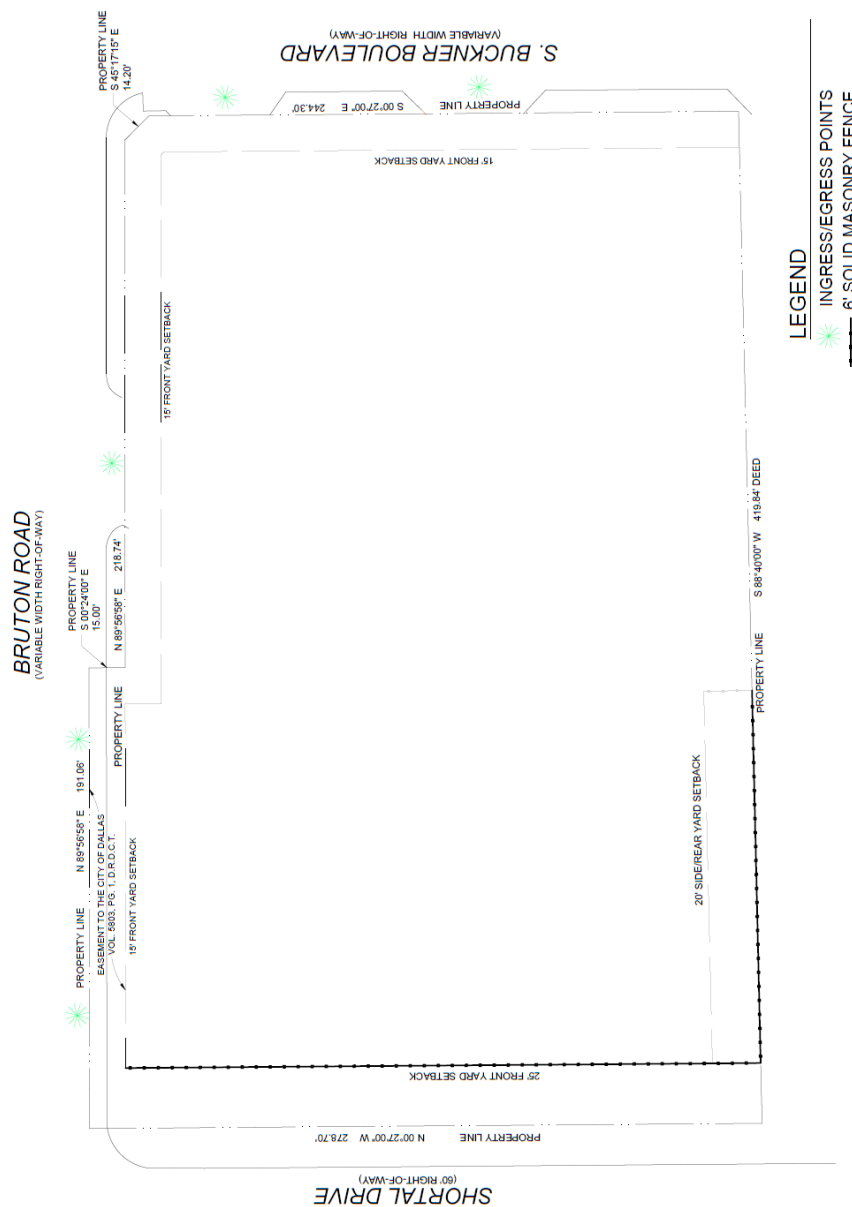 S. BUCKNER BOULEVARD
(VARIABLE WIDTH RIGHT-OF-WAY)
PROPERTY LINE
S 45°17'15" E
14.20'
S 00°27'00" E 244.30'
PROPERTY LINE
15' FRONT YARD SETBACK
15' FRONT YARD SETBACK
BRUTON ROAD
(VARIABLE WIDTH RIGHT-OF-WAY)
PROPERTY LINE
S 00°24'00" E
15.00'
N 89°56'58" E 218.74'
PROPERTY LINE
PROPERTY LINE N 89°56'58" E 191.06'
EASEMENT TO THE CITY OF DALLAS
VOL. 5803, PG. 1, D.R.D.C.T.
15' FRONT YARD SETBACK
PROPERTY LINE S 88°40'00" W 419.84' DEED
20' SIDE/REAR YARD SETBACK
25' FRONT YARD SETBACK
PROPERTY LINE N 00°27'00" W 278.70'
SHORTAL DRIVE
(60' RIGHT-OF-WAY)
LEGEND
INGRESS/EGRESS POINTS
6' SOLID MASONRY FENCE